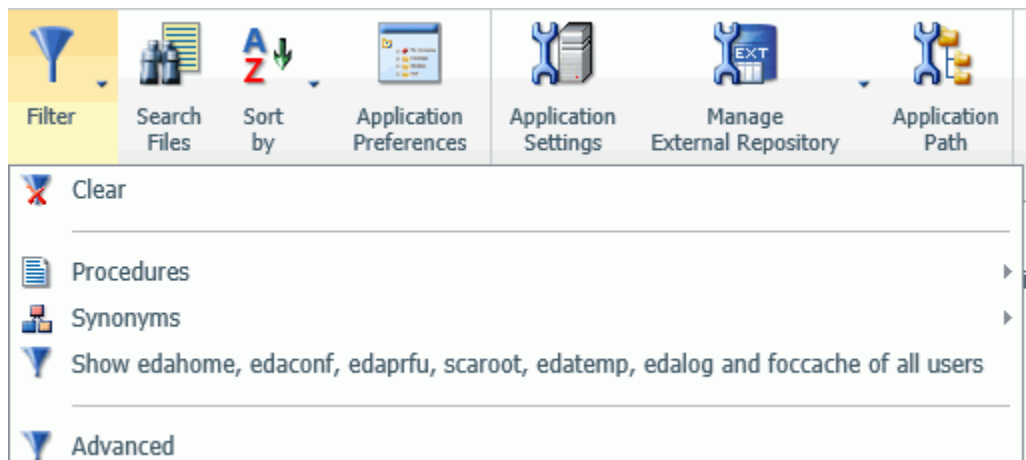 Filter
Search
Files
Sort
by
Application
Preferences
Application
Settings
EXT
Manage
External Repository
Application
Path
Clear
Procedures
Synonyms
Show edahome, edaconf, edaprfu, scaroot, edatemp, edalog and foccache of all users
Advanced